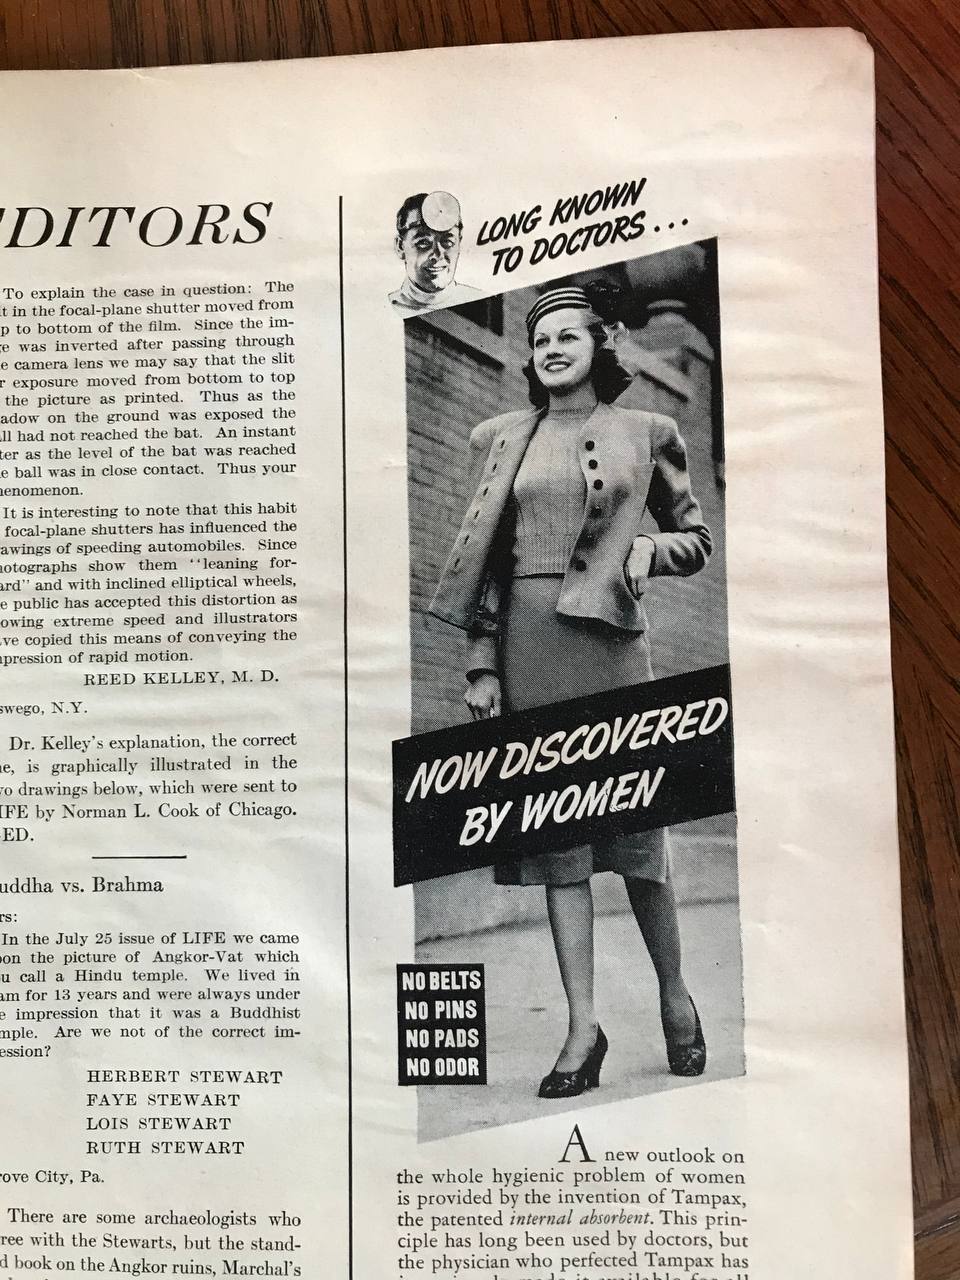 EDITORS
To explain the case in question: The
it in the focal-plane shutter moved from
p to bottom of the film. Since the im-
e was inverted after passing through
e camera lens we may say that the slit
r exposure moved from bottom to top
the picture as printed. Thus as the
adow on the ground was exposed the
ll had not reached the bat. An instant
ter as the level of the bat was reached
e ball was in close contact. Thus your
henomenon.
It is interesting to note that this habit
focal-plane shutters has influenced the
awings of speeding automobiles. Since
hotographs show them "leaning for-
ard" and with inclined elliptical wheels,
e public has accepted this distortion as
owing extreme speed and illustrators
ve copied this means of conveying the
pression of rapid motion.
REED KELLEY, M. D.
swego, N.Y.
Dr. Kelley's explanation, the correct
ne, is graphically illustrated in the
vo drawings below, which were sent to
IFE by Norman L. Cook of Chicago.
-ED.
uddha vs. Brahma
rs:
In the July 25 issue of LIFE we came
on the picture of Angkor-Vat which
u call a Hindu temple. We lived in
am for 13 years and were always under
e impression that it was a Buddhist
mple. Are we not of the correct im-
ession?
HERBERT STEWART
FAYE STEWART
LOIS STEWART
RUTH STEWART
rove City, Pa.
There are some archaeologists who
ree with the Stewarts, but the stand-
d book on the Angkor ruins, Marchal's
LONG KNOWN
TO DOCTORS...
NOW DISCOVERED
BY WOMEN
NO BELTS
NO PINS
NO PADS
NO ODOR
A new outlook on
the whole hygienic problem of women
is provided by the invention of Tampax,
the patented internal absorbent. This prin-
ciple has long been used by doctors, but
the physician who perfected Tampax has